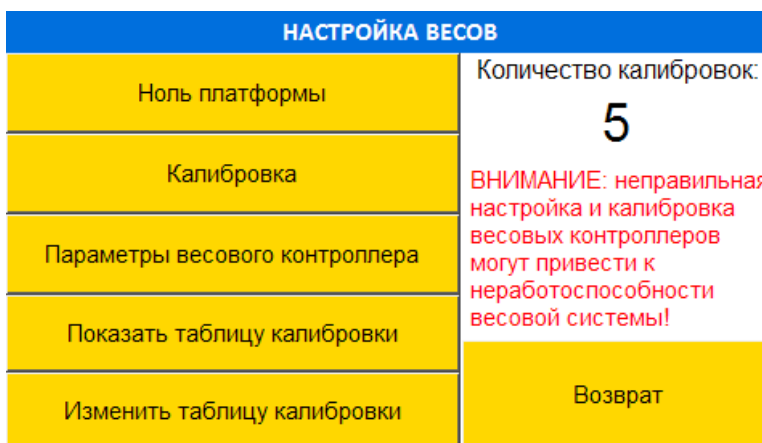 НАСТРОЙКА ВЕСОВ
Ноль платформы
Калибровка
Параметры весового контроллера
Показать таблицу калибровки
Изменить таблицу калибровки
Количество калибровок:
5
ВНИМАНИЕ: неправильная
настройка и калибровка
весовых контроллеров
могут привести к
неработоспособности
весовой системы!
Возврат